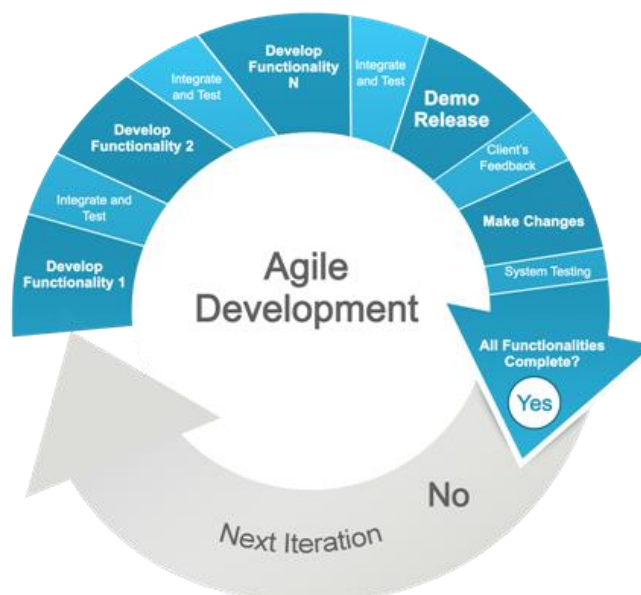 Develop
Functionality 1
Integrate and
Test
Develop
Functionality 2
Integrate
and Test
Develop
Functionality
N
Integrate
and Test
Demo
Release
Client's
Feedback
Make Changes
System Testing
All Functionalities
Complete?
Yes
No
Next Iteration
Agile
Development